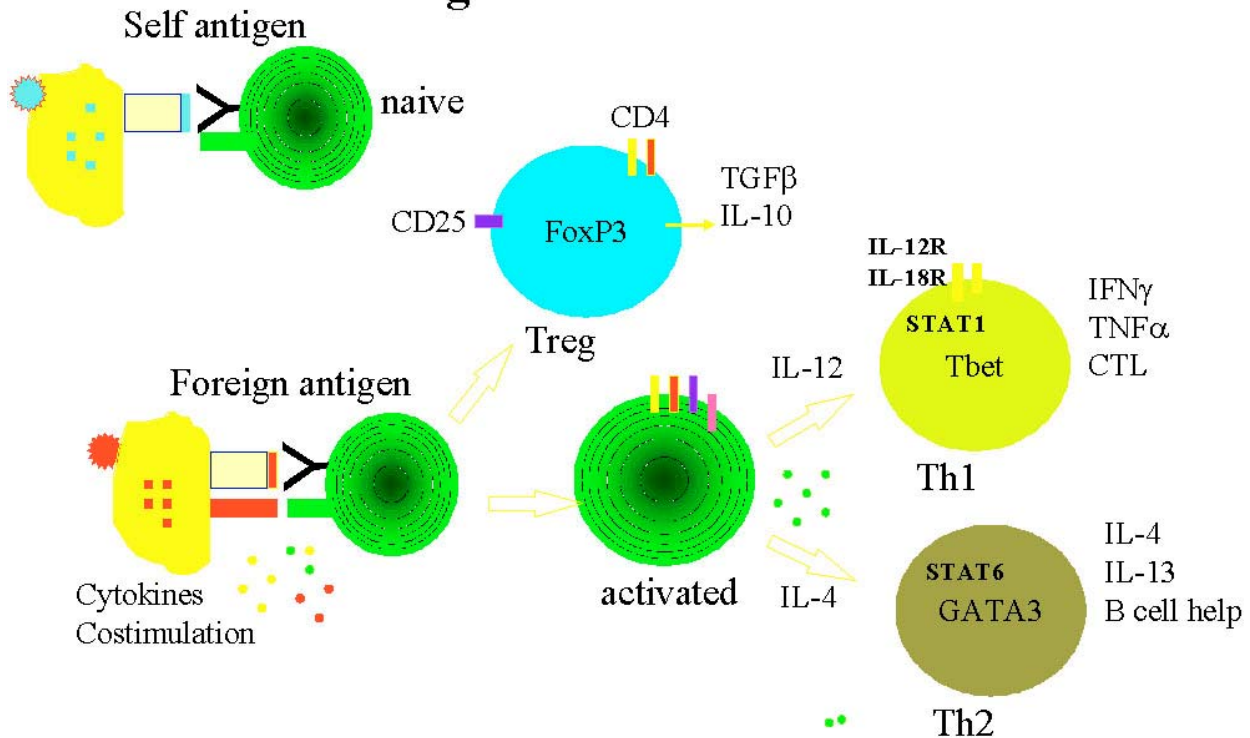 Self antigen
naive
CD4
TGFβ
IL-10
CD25
FoxP3
Treg
IL-12R
IL-18R
STAT1
Tbet
IFNγ
TNFα
CTL
Th1
Foreign antigen
Cytokines
Costimulation
activated
IL-12
IL-4
STAT6
GATA3
IL-4
IL-13
B cell help
Th2